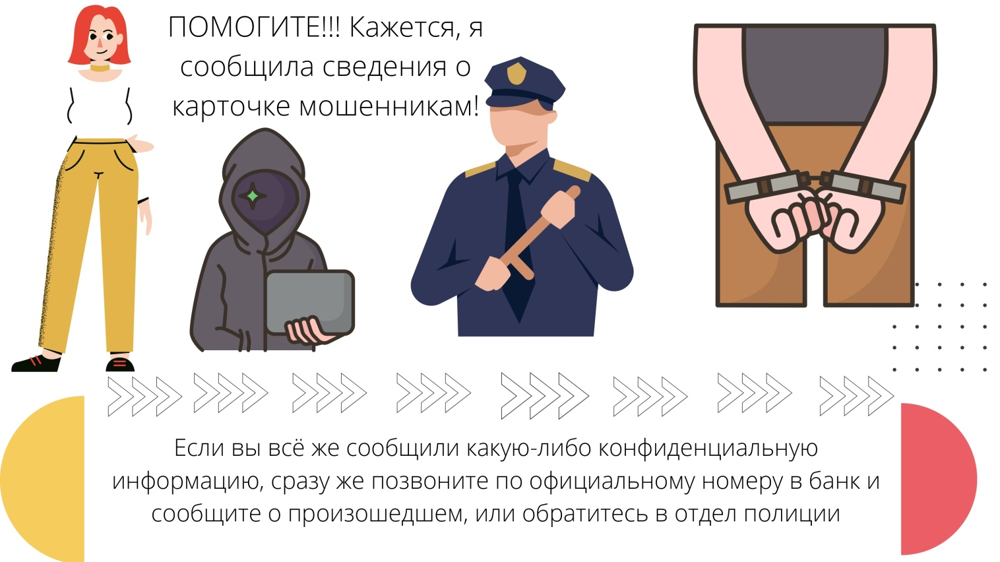 ПОМОГИТЕ!!! Кажется, я
сообщила сведения о
карточке мошенникам!
Если вы всё же сообщили какую-либо конфиденциальную
информацию, сразу же позвоните по официальному номеру в банк и
сообщите о произошедшем, или обратитесь в отдел полиции